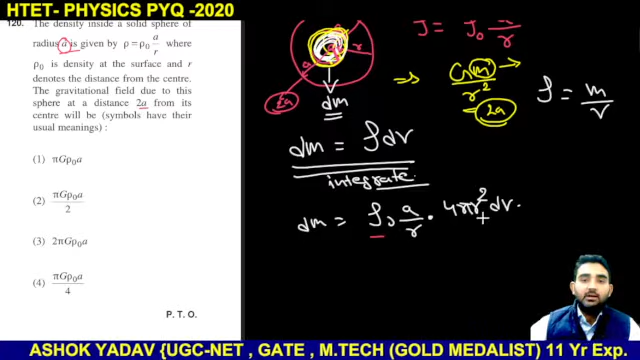 HTET- PHYSICS PYQ -2020
120. The density inside a solid sphere of
radius a is given by ρ = ρ₀ a/r where
ρ₀ is density at the surface and r
denotes the distance from the centre.
The gravitational field due to this
sphere at a distance 2a from its
centre will be (symbols have their
usual meanings) :
(1) πGρ₀a
(2) πGρ₀a/2
(3) 2πGρ₀a
(4) πGρ₀a/4
P. T. O.
2a
dm
⇒ Gm/r² →
2a
ρ = m/v
dm = ρdv
integrate
dm = ρ₀ a/r · 4πr² dr
ASHOK YADAV {UGC-NET , GATE , M.TECH (GOLD MEDALIST) 11 Yr Exp.